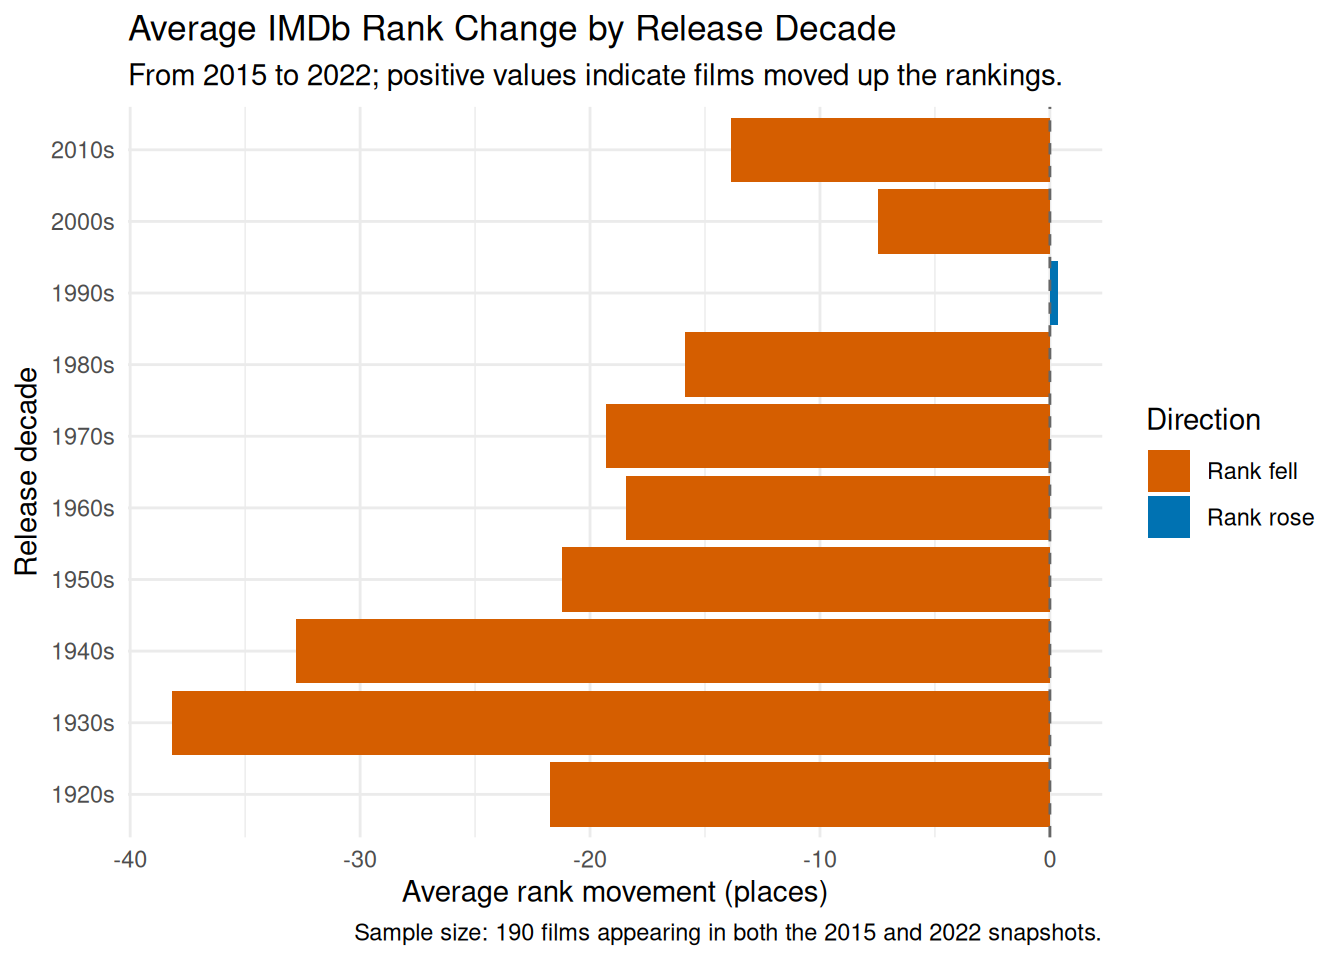 Average IMDb Rank Change by Release Decade
From 2015 to 2022; positive values indicate films moved up the rankings.
2010s
2000s
1990s
1980s
1970s
1960s
1950s
1940s
1930s
1920s
Release decade
-40 -30 -20 -10 0
Average rank movement (places)
Direction
Rank fell
Rank rose
Sample size: 190 films appearing in both the 2015 and 2022 snapshots.